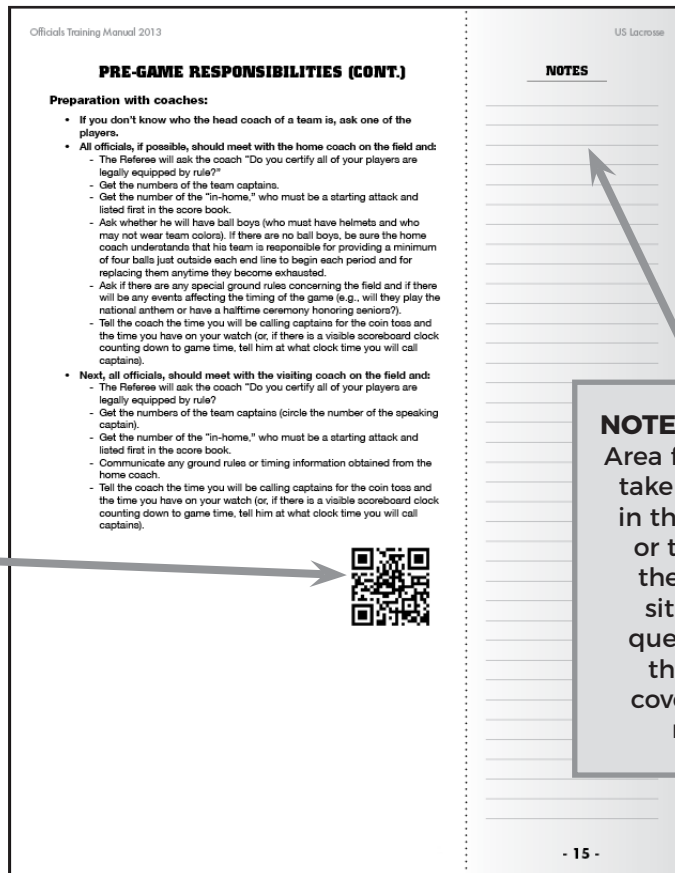 Officials Training Manual 2013
US Lacrosse
PRE-GAME RESPONSIBILITIES (CONT.)
Preparation with coaches:
• If you don't know who the head coach of a team is, ask one of the
players.
• All officials, if possible, should meet with the home coach on the field and:
- The Referee will ask the coach "Do you certify all of your players are
legally equipped by rule?"
- Get the numbers of the team captains.
- Get the number of the "in-home," who must be a starting attack and
listed first in the score book.
- Ask whether he will have ball boys (who must have helmets and who
may not wear team colors). If there are no ball boys, be sure the home
coach understands that his team is responsible for providing a minimum
of four balls just outside each end line to begin each period and for
replacing them anytime they become exhausted.
- Ask if there are any special ground rules concerning the field and if there
will be any events affecting the timing of the game (e.g., will they play the
national anthem or have a halftime ceremony honoring seniors?).
- Tell the coach the time you will be calling captains for the coin toss and
the time you have on your watch (or, if there is a visible scoreboard clock
counting down to game time, tell him at what clock time you will call
captains).
• Next, all officials, should meet with the visiting coach on the field and:
- The Referee will ask the coach "Do you certify all of your players are
legally equipped by rule?
- Get the numbers of the team captains (circle the number of the speaking
captain).
- Get the number of the "in-home," who must be a starting attack and
listed first in the score book.
- Communicate any ground rules or timing information obtained from the
home coach.
- Tell the coach the time you will be calling captains for the coin toss and
the time you have on your watch (or, if there is a visible scoreboard clock
counting down to game time, tell him at what clock time you will call
captains).
NOTES
NOTE
Area
take
in th
or t
the
sit
que
th
cove
- 15 -